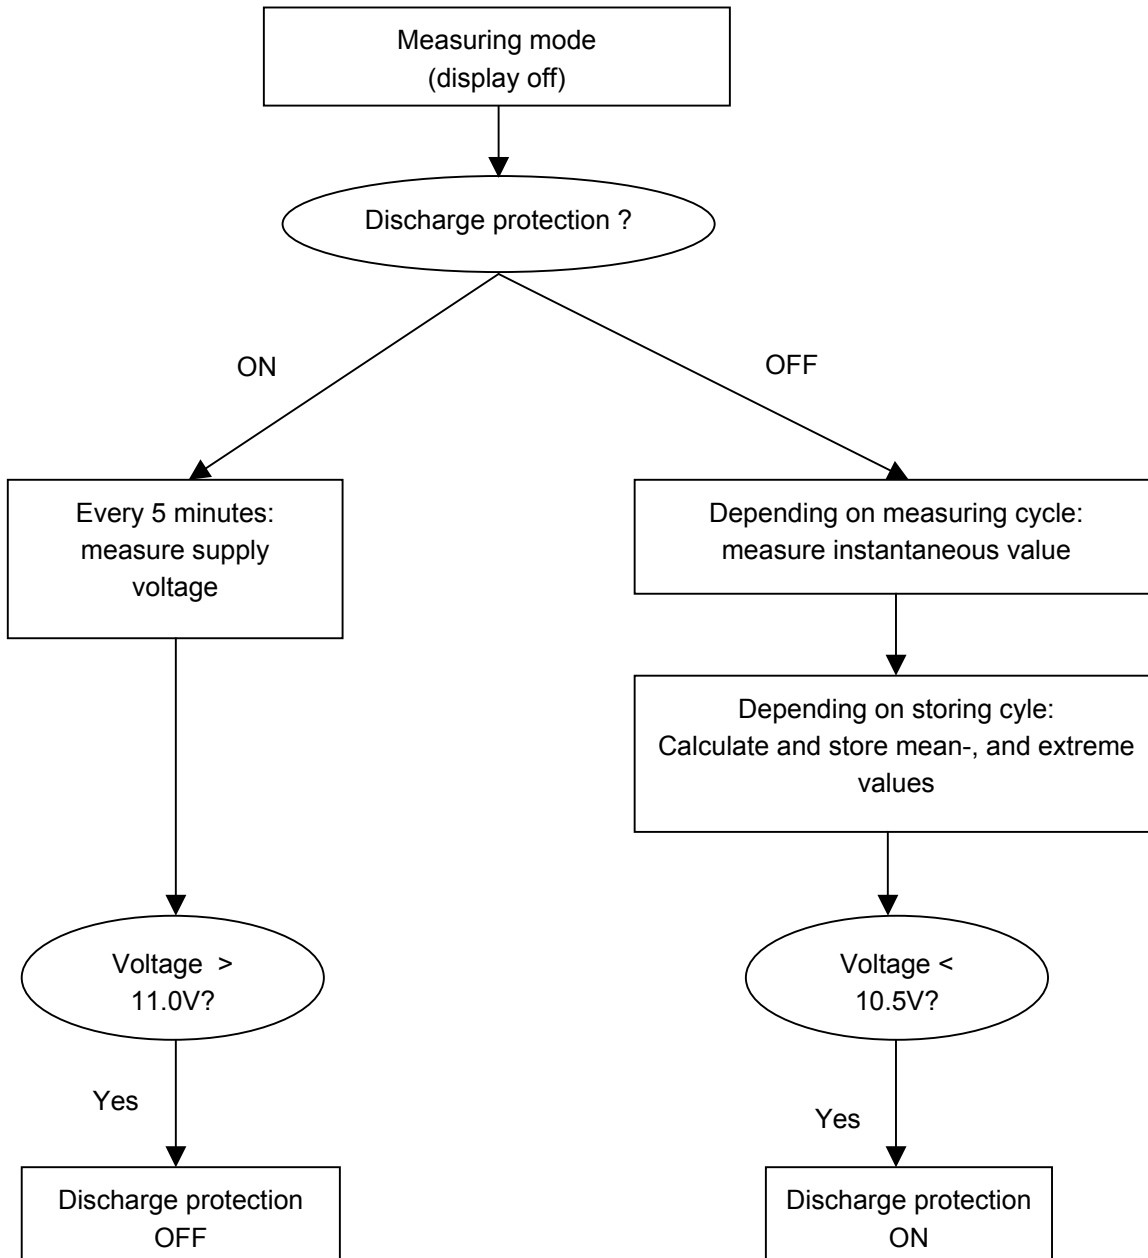 Measuring mode
(display off)
Discharge protection ?
ON
OFF
Every 5 minutes:
measure supply
voltage
Depending on measuring cycle:
measure instantaneous value
Depending on storing cyle:
Calculate and store mean-, and extreme
values
Voltage  >
11.0V?
Voltage <
10.5V?
Yes
Yes
Discharge protection
OFF
Discharge protection
ON